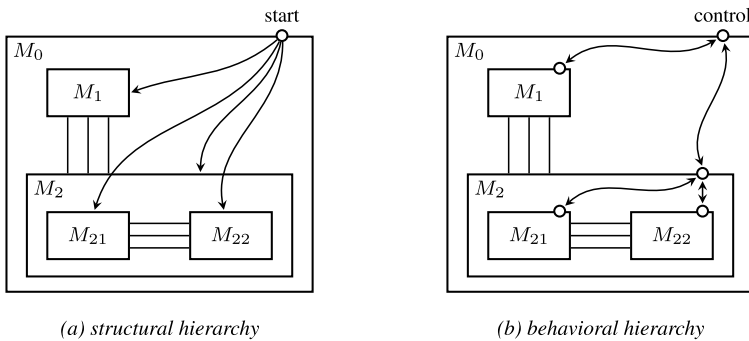 start
control
M₀
M₀
M₁
M₁
M₂
M₂
M₂₁
M₂₂
M₂₁
M₂₂
(a) structural hierarchy
(b) behavioral hierarchy